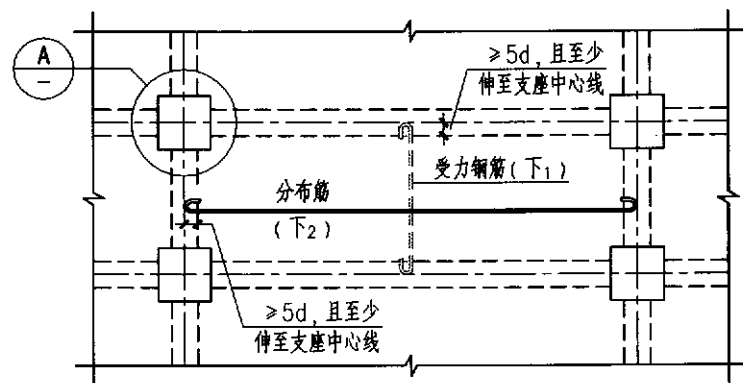 A
—
≥5d，且至少
伸至支座中心线
受力钢筋(下1)
分布筋
(下2)
≥5d，且至少
伸至支座中心线